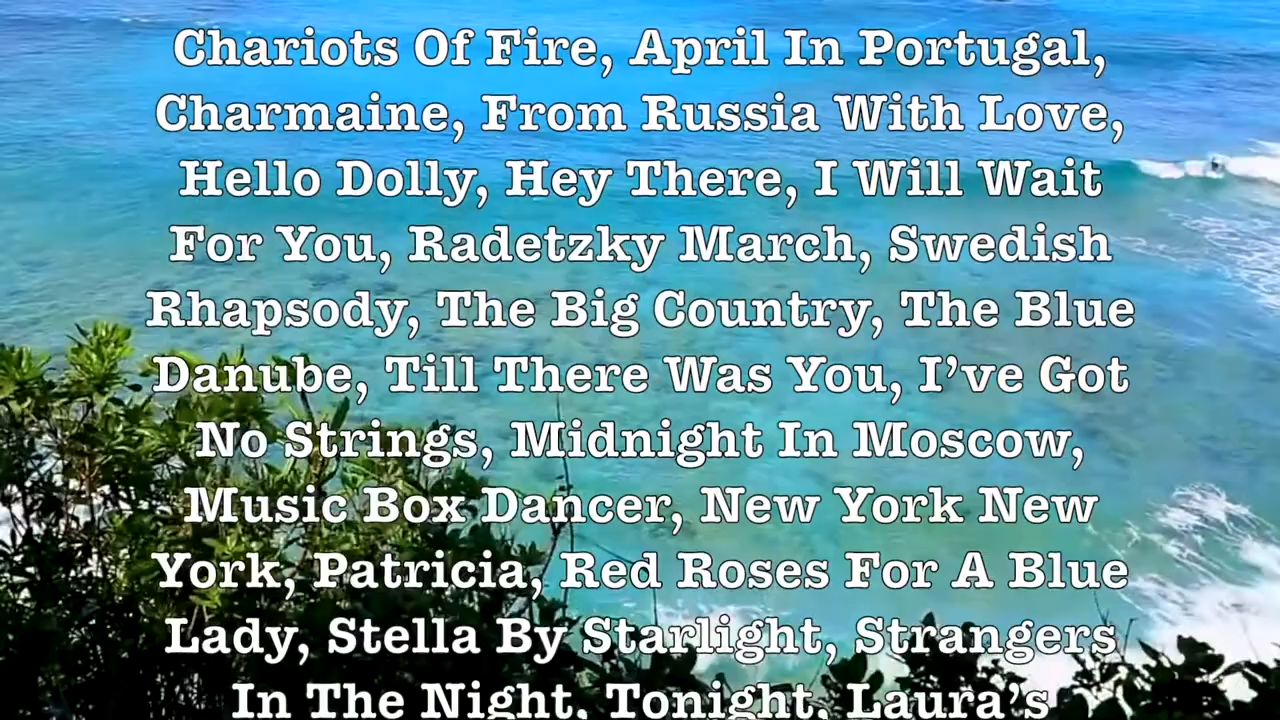 Chariots Of Fire, April In Portugal,
Charmaine, From Russia With Love,
Hello Dolly, Hey There, I Will Wait
For You, Radetzky March, Swedish
Rhapsody, The Big Country, The Blue
Danube, Till There Was You, I’ve Got
No Strings, Midnight In Moscow,
Music Box Dancer, New York New
York, Patricia, Red Roses For A Blue
Lady, Stella By Starlight, Strangers
In The Night, Tonight, Laura’s